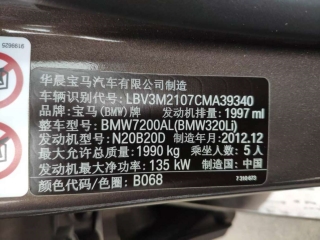 华晨宝马汽车有限公司制造
车辆识别代号: LBV3M2107CMA39340
品牌: 宝马(BMW)牌 发动机排量: 1997 ml
整车型号: BMW7200AL(BMW320Li)
发动机型号: N20B20D 制造年月: 2012.12
最大允许总质量: 1990 kg 乘坐人数: 5人
发动机最大净功率: 135 kW 制造国: 中国
颜色代码/色圈: B068